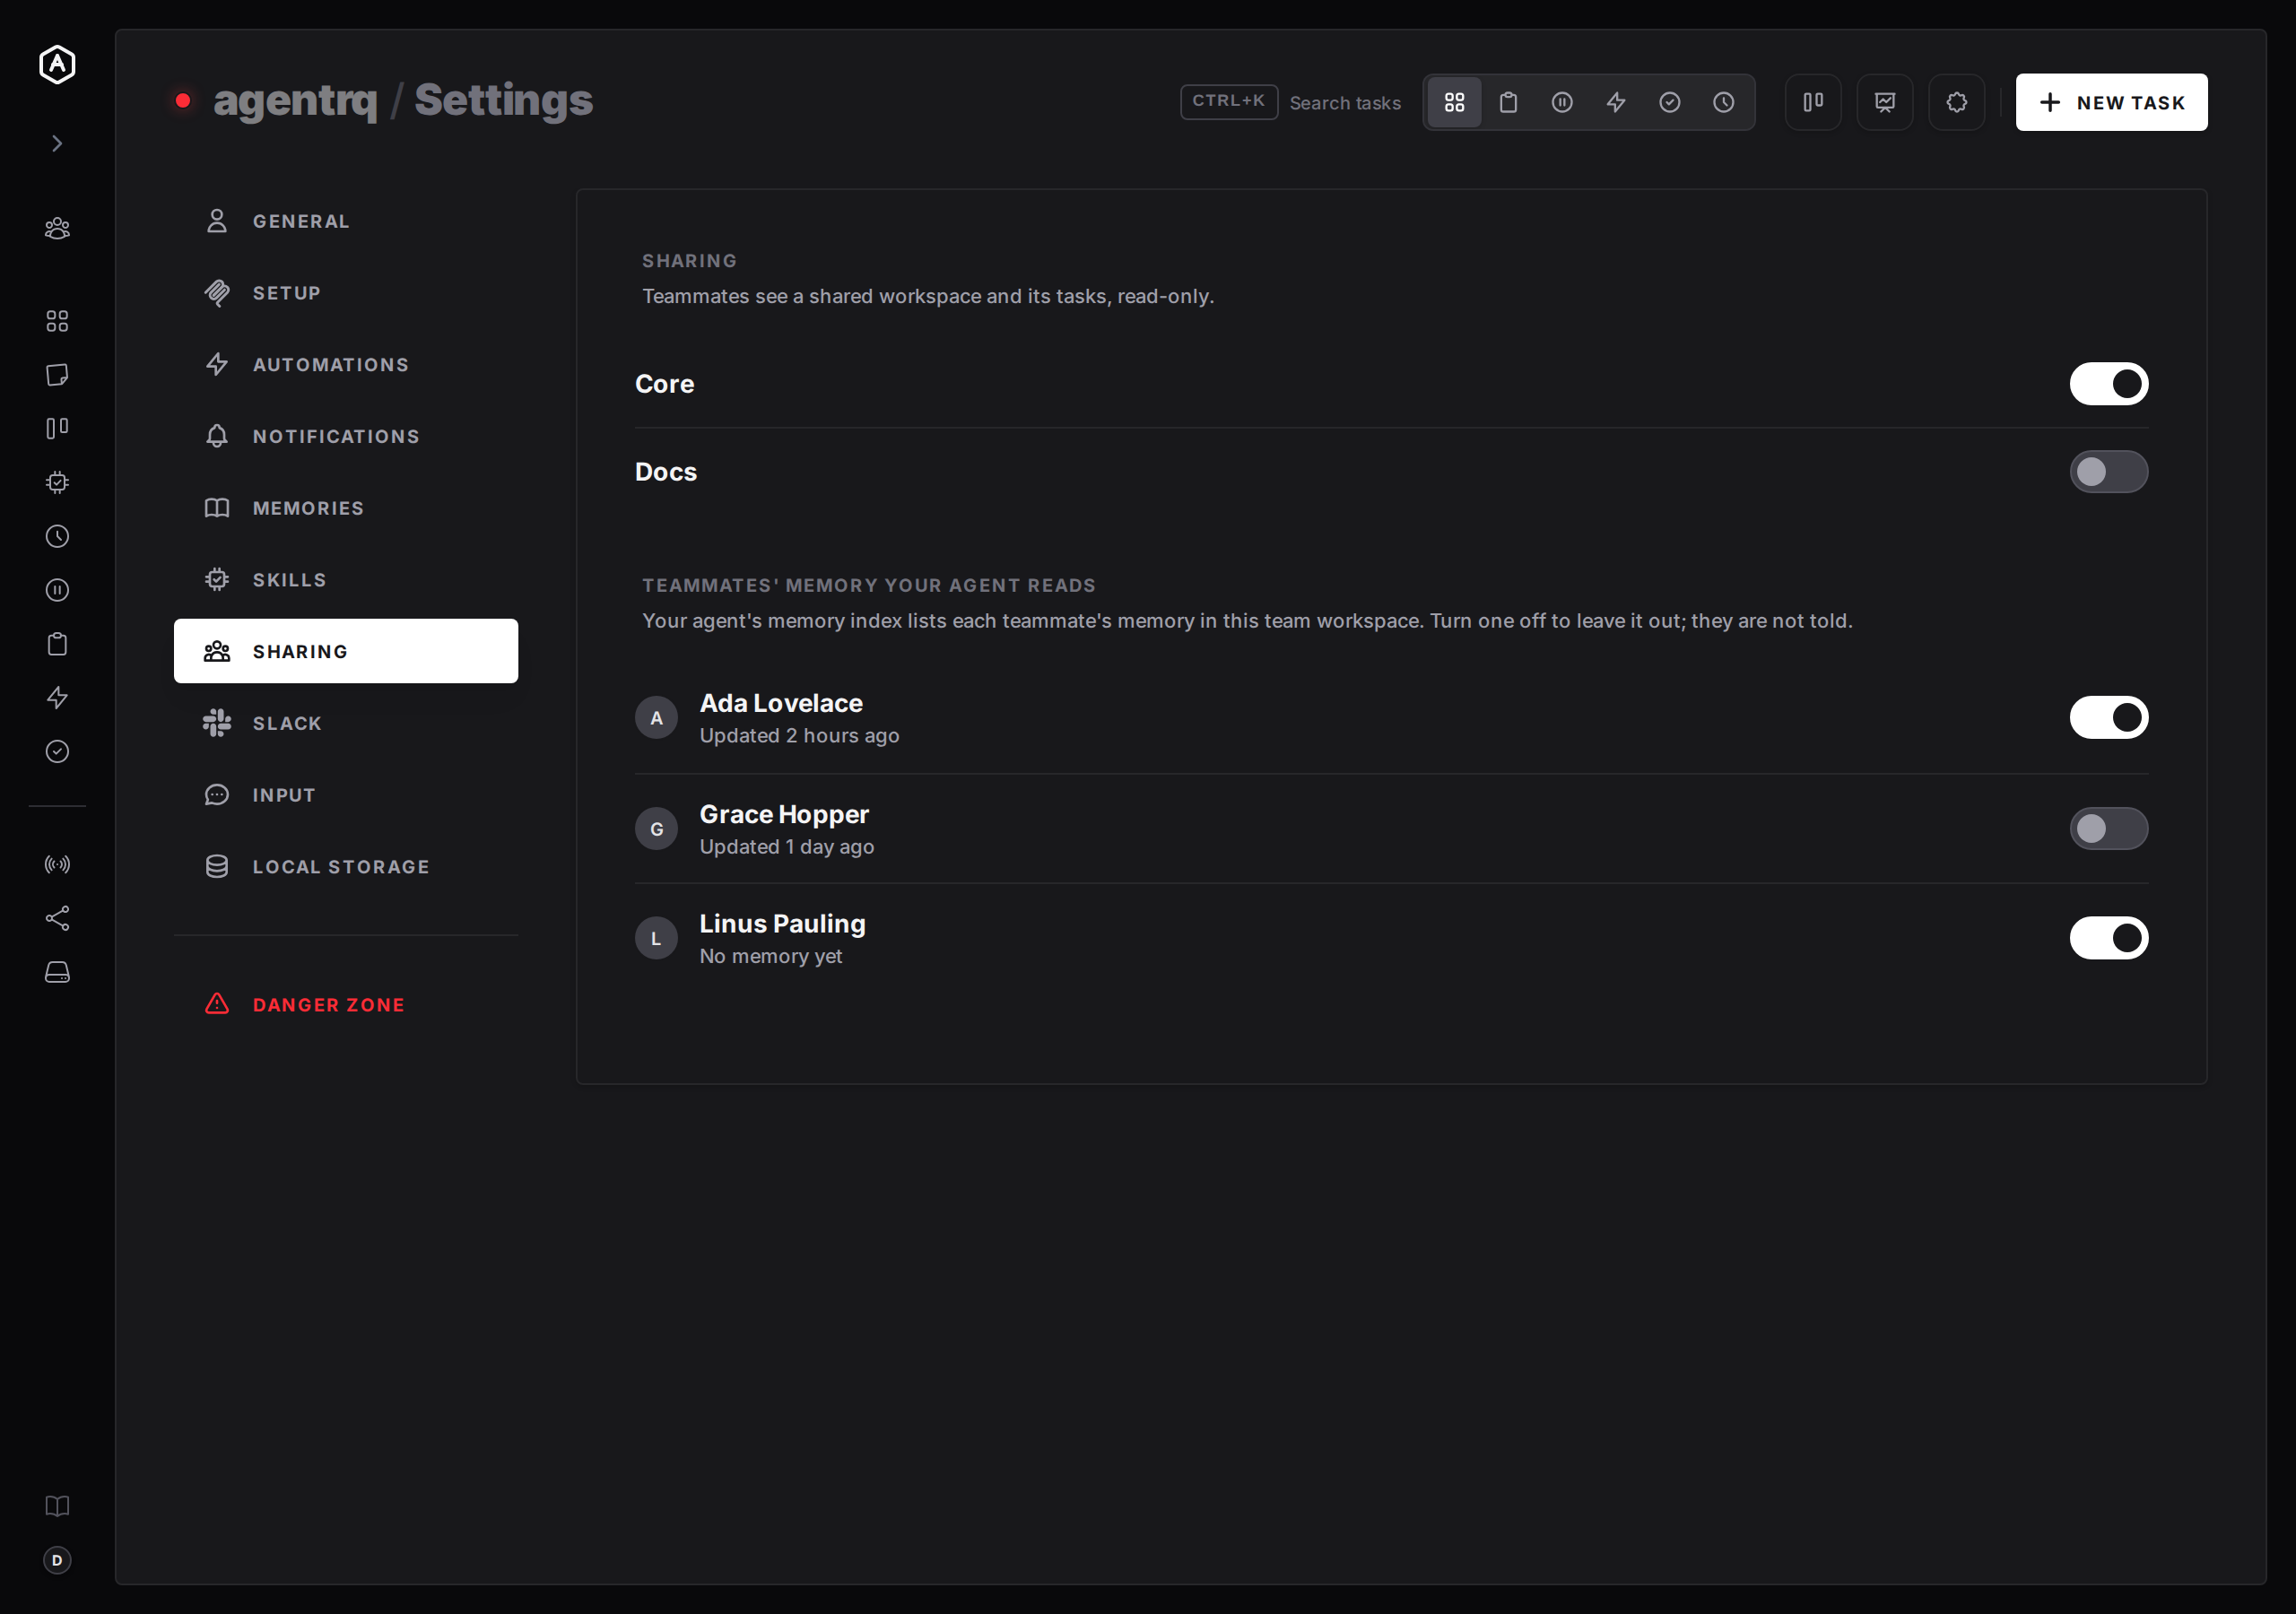 agentrq / Settings
CTRL+K Search tasks
NEW TASK
GENERAL
SETUP
AUTOMATIONS
NOTIFICATIONS
MEMORIES
SKILLS
SHARING
SLACK
INPUT
LOCAL STORAGE
DANGER ZONE
SHARING
Teammates see a shared workspace and its tasks, read-only.
Core
Docs
TEAMMATES' MEMORY YOUR AGENT READS
Your agent's memory index lists each teammate's memory in this team workspace. Turn one off to leave it out; they are not told.
A
Ada Lovelace
Updated 2 hours ago
G
Grace Hopper
Updated 1 day ago
L
Linus Pauling
No memory yet
D